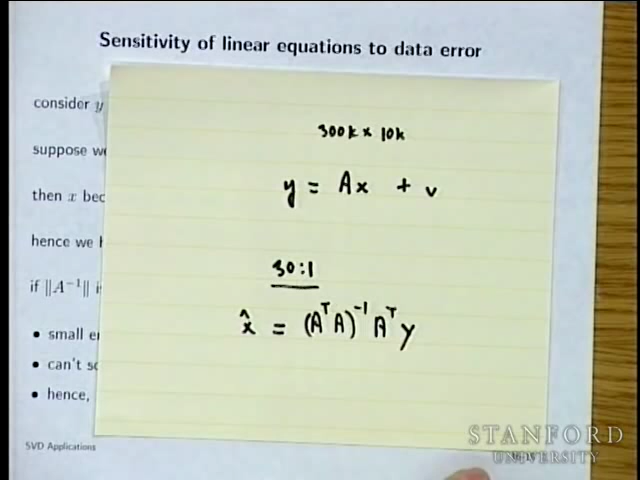 Sensitivity of linear equations to data error
consider y
300k × 10k
suppose we
y = Ax + v
then x bec
hence we h
30:1
if ‖A⁻¹‖ i
x̂ = (AᵀA)⁻¹Aᵀy
• small er
• can't so
• hence,
SVD Applications
STANFORD
UNIVERSITY